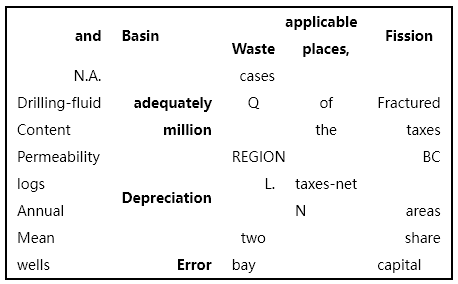 applicable
and Basin Fission
Waste places,
N.A. cases
Drilling-fluid adequately Q of Fractured
Content million the taxes
Permeability REGION BC
logs L. taxes-net
Depreciation
Annual N areas
Mean two share
wells Error bay capital